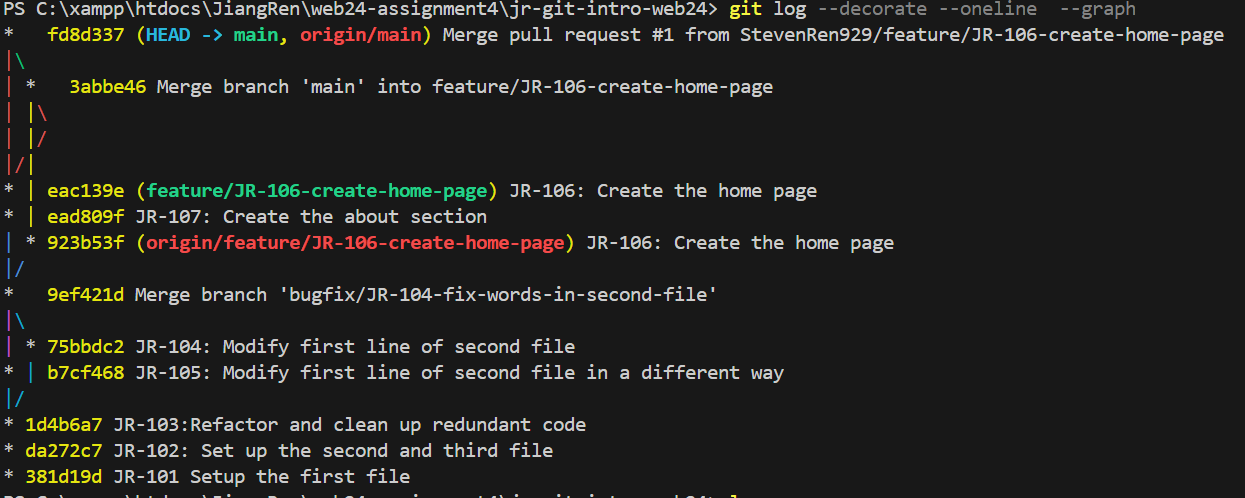 PS C:\xampp\htdocs\JiangRen\web24-assignment4\jr-git-intro-web24> git log --decorate --oneline  --graph
*   fd8d337 (HEAD -> main, origin/main) Merge pull request #1 from StevenRen929/feature/JR-106-create-home-page
|\
| *   3abbe46 Merge branch 'main' into feature/JR-106-create-home-page
| |\
| |/
|/|
* | eac139e (feature/JR-106-create-home-page) JR-106: Create the home page
* | ead809f JR-107: Create the about section
| * 923b53f (origin/feature/JR-106-create-home-page) JR-106: Create the home page
|/
*   9ef421d Merge branch 'bugfix/JR-104-fix-words-in-second-file'
|\
| * 75bbdc2 JR-104: Modify first line of second file
* | b7cf468 JR-105: Modify first line of second file in a different way
|/
* 1d4b6a7 JR-103:Refactor and clean up redundant code
* da272c7 JR-102: Set up the second and third file
* 381d19d JR-101 Setup the first file